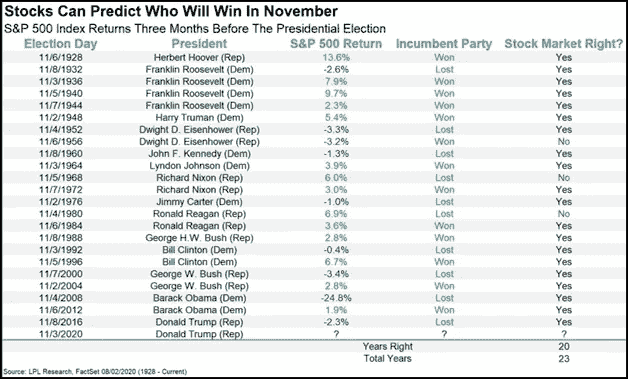 Stocks Can Predict Who Will Win In November
S&P 500 Index Returns Three Months Before The Presidential Election
Election Day President S&P 500 Return Incumbent Party Stock Market Right?
11/6/1928 Herbert Hoover (Rep) 13.6% Won Yes
11/8/1932 Franklin Roosevelt (Dem) -2.6% Lost Yes
11/3/1936 Franklin Roosevelt (Dem) 7.9% Won Yes
11/5/1940 Franklin Roosevelt (Dem) 9.7% Won Yes
11/7/1944 Franklin Roosevelt (Dem) 2.3% Won Yes
11/2/1948 Harry Truman (Dem) 5.4% Won Yes
11/4/1952 Dwight D. Eisenhower (Rep) -3.3% Lost Yes
11/6/1956 Dwight D. Eisenhower (Rep) -3.2% Won No
11/8/1960 John F. Kennedy (Dem) -1.3% Lost Yes
11/3/1964 Lyndon Johnson (Dem) 3.9% Won Yes
11/5/1968 Richard Nixon (Rep) 6.0% Lost No
11/7/1972 Richard Nixon (Rep) 3.0% Won Yes
11/2/1976 Jimmy Carter (Dem) -1.0% Lost Yes
11/4/1980 Ronald Reagan (Rep) 6.9% Lost No
11/6/1984 Ronald Reagan (Rep) 3.6% Won Yes
11/8/1988 George H.W. Bush (Rep) 2.8% Won Yes
11/3/1992 Bill Clinton (Dem) -0.4% Lost Yes
11/5/1996 Bill Clinton (Dem) 6.7% Won Yes
11/7/2000 George W. Bush (Rep) -3.4% Lost Yes
11/2/2004 George W. Bush (Rep) 2.8% Won Yes
11/4/2008 Barack Obama (Dem) -24.8% Lost Yes
11/6/2012 Barack Obama (Dem) 1.9% Won Yes
11/8/2016 Donald Trump (Rep) -2.3% Lost Yes
11/3/2020 Donald Trump (Rep) ? ? ?
Years Right 20
Total Years 23
Source: LPL Research, FactSet 08/02/2020 (1928 - Current)